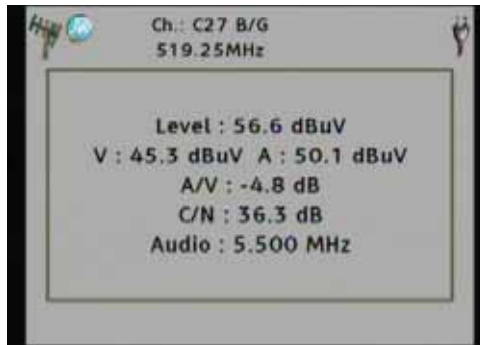 Ch.: C27 B/G
519.25MHz
Level : 56.6 dBuV
V : 45.3 dBuV A : 50.1 dBuV
A/V : -4.8 dB
C/N : 36.3 dB
Audio : 5.500 MHz